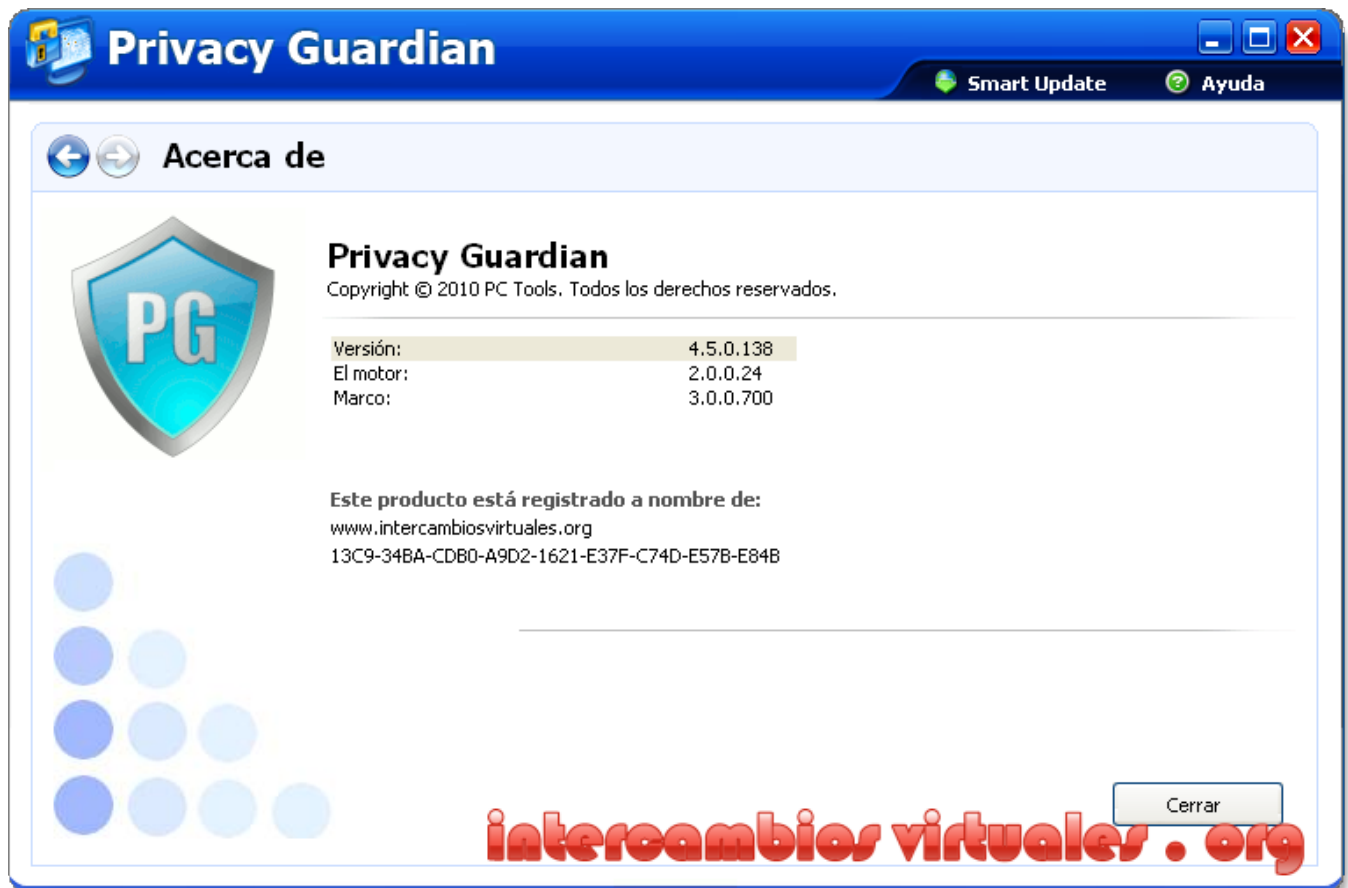 Privacy Guardian
Smart Update
Ayuda
Acerca de
PG
Privacy Guardian
Copyright © 2010 PC Tools. Todos los derechos reservados.
Versión: 4.5.0.138
El motor: 2.0.0.24
Marco: 3.0.0.700
Este producto está registrado a nombre de:
www.intercambiosvirtuales.org
13C9-34BA-CDB0-A9D2-1621-E37F-C74D-E57B-E84B
Cerrar
intercambios virtuales . org